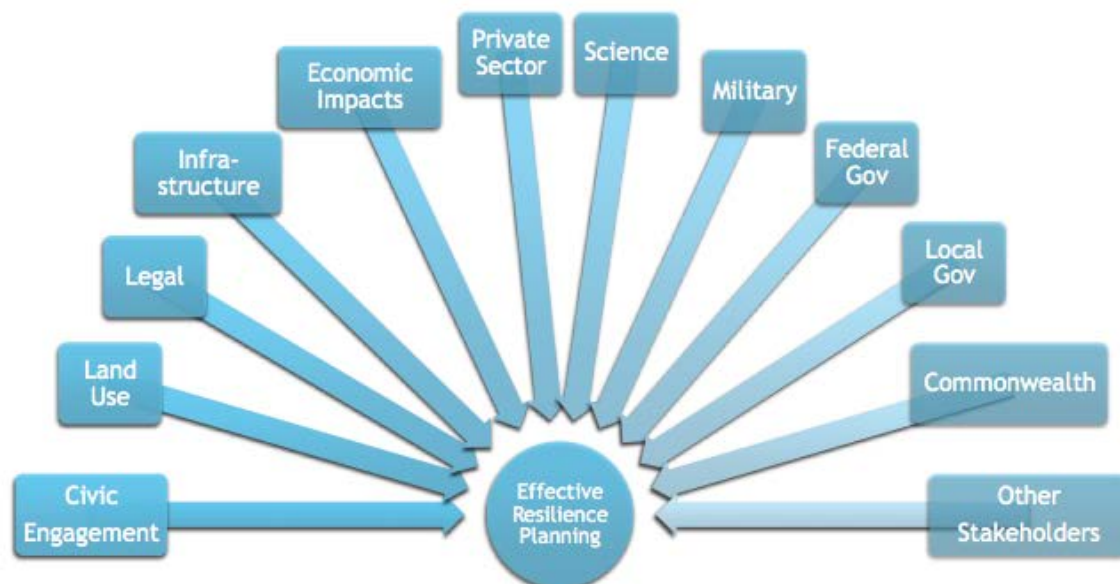 Private
Sector
Science
Economic
Impacts
Military
Infra-
structure
Federal
Gov
Legal
Local
Gov
Land
Use
Commonwealth
Civic
Engagement
Effective
Resilience
Planning
Other
Stakeholders